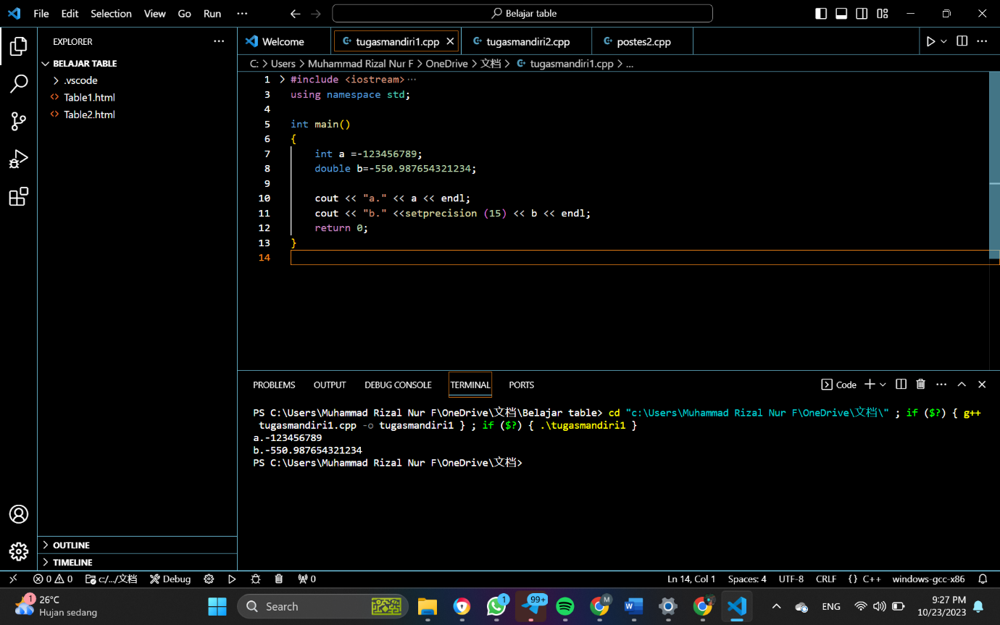 File Edit Selection View Go Run ··· Belajar table
EXPLORER ···
BELAJAR TABLE
.vscode
Table1.html
Table2.html
OUTLINE
TIMELINE
Welcome tugasmandiri1.cpp tugasmandiri2.cpp postes2.cpp
C: > Users > Muhammad Rizal Nur F > OneDrive > 文档 > tugasmandiri1.cpp > ...
1 #include <iostream>···
3 using namespace std;
4
5 int main()
6 {
7 int a =-123456789;
8 double b=-550.987654321234;
9
10 cout << "a." << a << endl;
11 cout << "b." <<setprecision (15) << b << endl;
12 return 0;
13 }
14
PROBLEMS OUTPUT DEBUG CONSOLE TERMINAL PORTS Code
PS C:\Users\Muhammad Rizal Nur F\OneDrive\文档\Belajar table> cd "c:\Users\Muhammad Rizal Nur F\OneDrive\文档\" ; if ($?) { g++
tugasmandiri1.cpp -o tugasmandiri1 } ; if ($?) { .\tugasmandiri1 }
a.-123456789
b.-550.987654321234
PS C:\Users\Muhammad Rizal Nur F\OneDrive\文档>
0 0 c:/.../文档 Debug 0 Ln 14, Col 1 Spaces: 4 UTF-8 CRLF {} C++ windows-gcc-x86
1 26°C
Hujan sedang
Search
1 99+ M
ENG
9:27 PM
10/23/2023